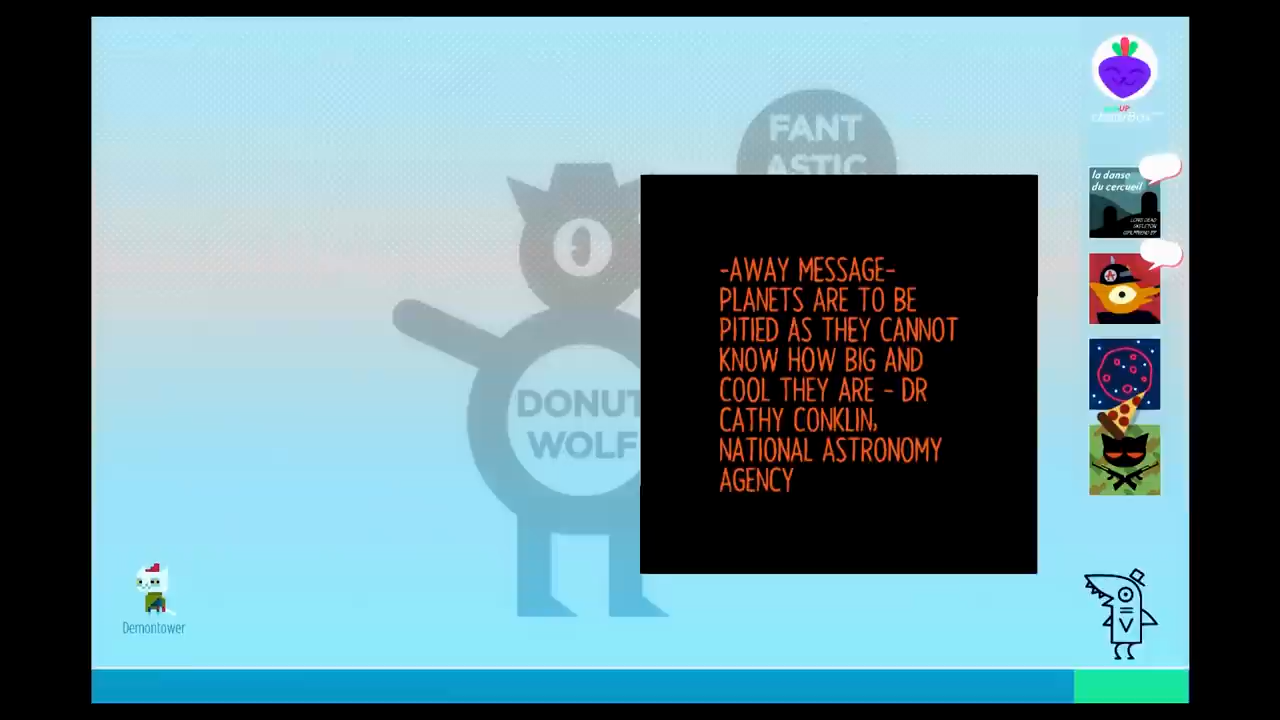 FANT
ASTIC
la danse
du cercueil
DONUT
WOLF
-AWAY MESSAGE-
PLANETS ARE TO BE
PITIED AS THEY CANNOT
KNOW HOW BIG AND
COOL THEY ARE - DR
CATHY CONKLIN,
NATIONAL ASTRONOMY
AGENCY
Demontower